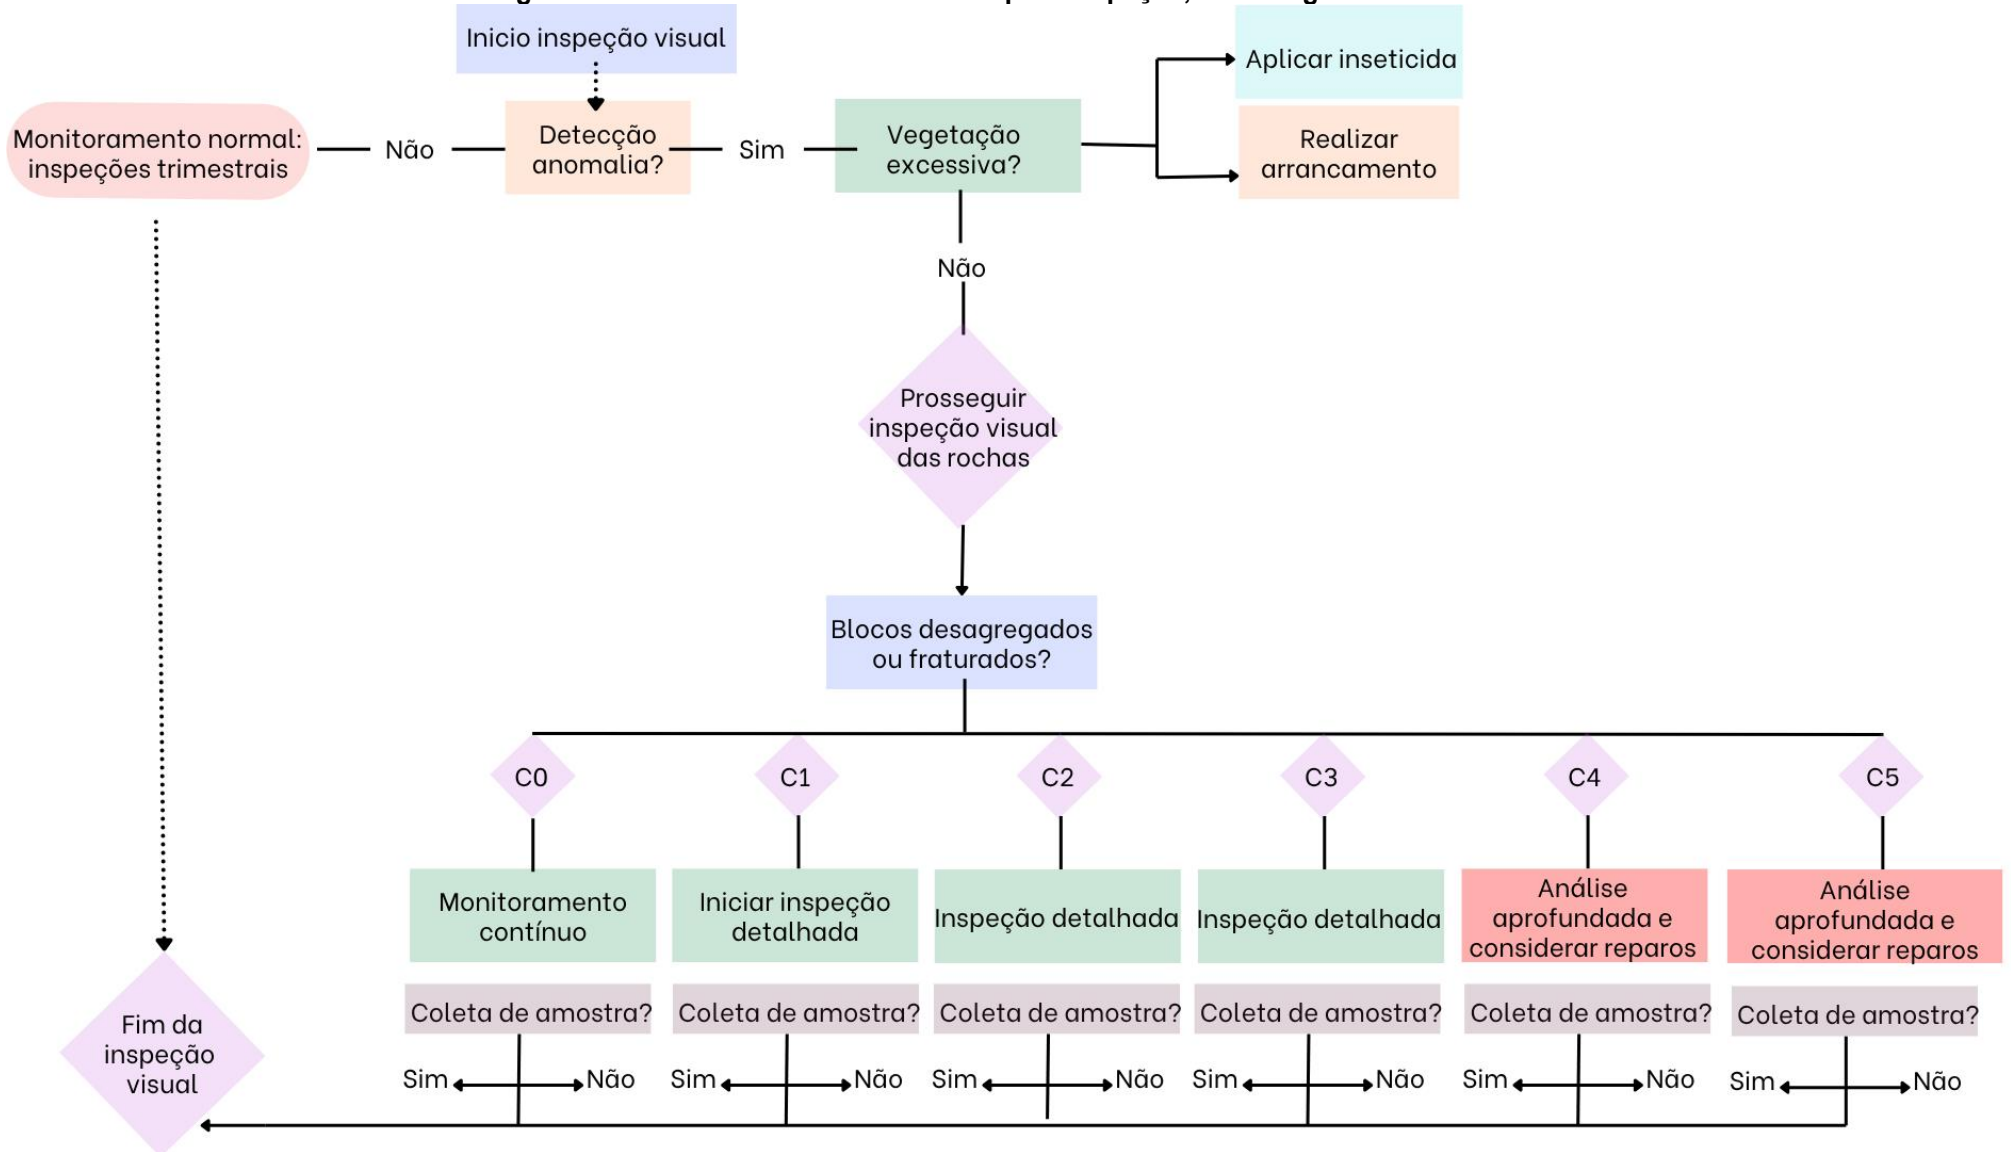 Inicio inspeção visual
Aplicar inseticida
Monitoramento normal:
inspeções trimestrais
Não
Detecção
anomalia?
Sim
Vegetação
excessiva?
Realizar
arrancamento
Não
Prosseguir
inspeção visual
das rochas
Blocos desagregados
ou fraturados?
C0
C1
C2
C3
C4
C5
Monitoramento
contínuo
Iniciar inspeção
detalhada
Inspeção detalhada
Inspeção detalhada
Análise
aprofundada e
considerar reparos
Análise
aprofundada e
considerar reparos
Coleta de amostra?
Coleta de amostra?
Coleta de amostra?
Coleta de amostra?
Coleta de amostra?
Coleta de amostra?
Fim da
inspeção
visual
Sim
Não
Sim
Não
Sim
Não
Sim
Não
Sim
Não
Sim
Não